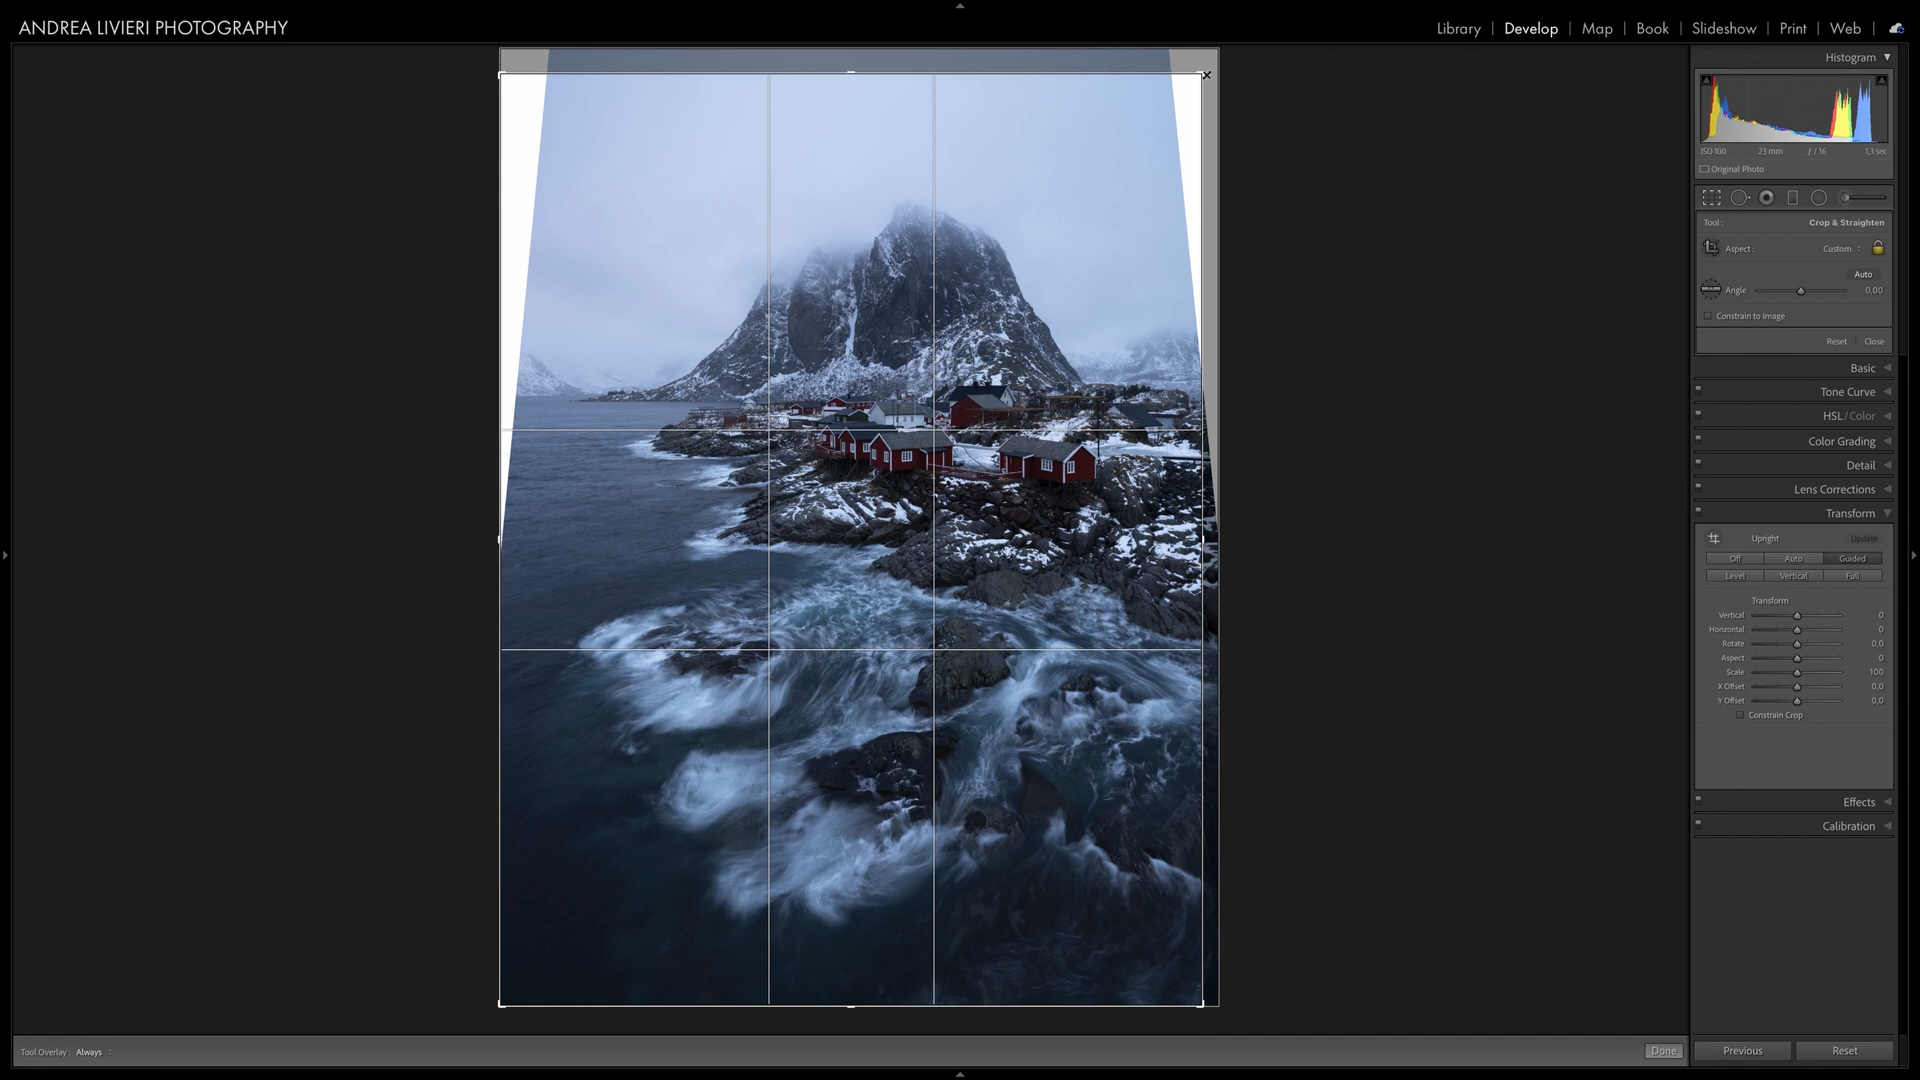 ANDREA LIVIERI PHOTOGRAPHY
Library | Develop | Map | Book | Slideshow | Print | Web |
Histogram
ISO 100 23 mm ƒ / 16 1,3 sec
Original Photo
Tool : Crop & Straighten
Aspect : Custom
Auto
Angle 0,00
Constrain to Image
Reset Close
Basic
Tone Curve
HSL / Color
Color Grading
Detail
Lens Corrections
Transform
Upright Update
Off Auto Guided
Level Vertical Full
Transform
Vertical 0
Horizontal 0
Rotate 0,0
Aspect 0
Scale 100
X Offset 0,0
Y Offset 0,0
Constrain Crop
Effects
Calibration
Tool Overlay : Always Done Previous Reset